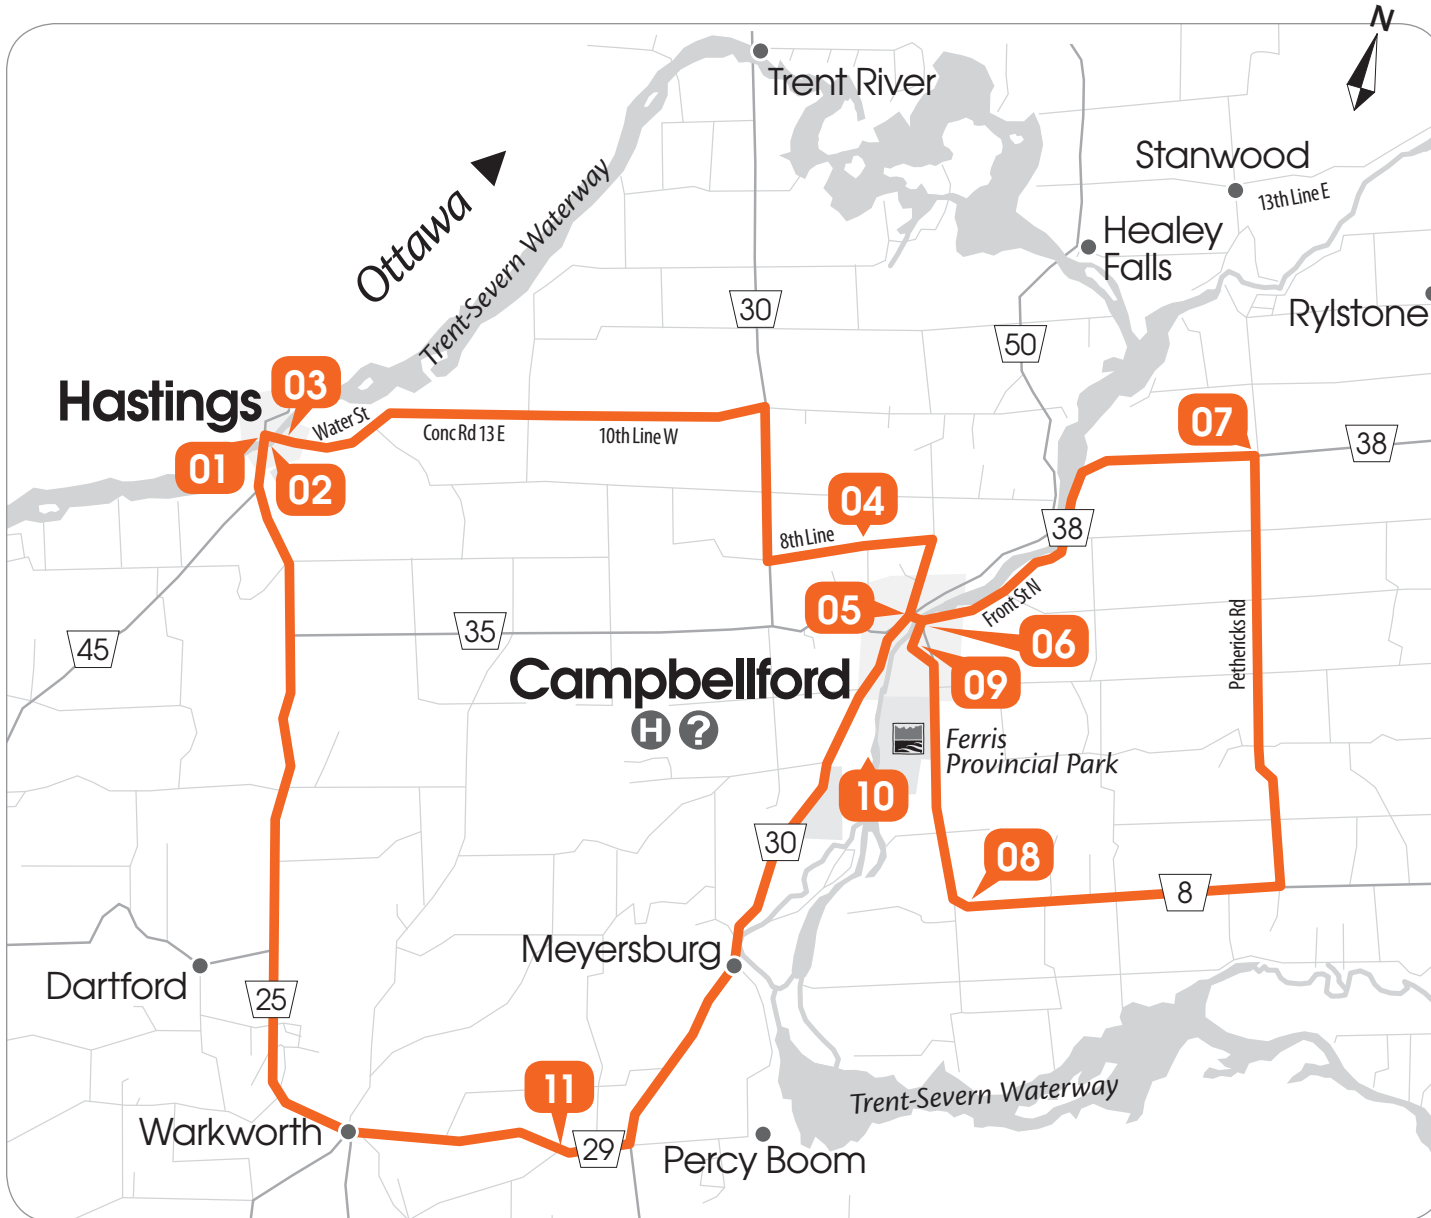 N
Trent River
Stanwood
13th Line E
Ottawa
Trent-Severn Waterway
Healey
Falls
Rylstone
30
50
Hastings
03
Water St
Conc Rd 13 E
10th Line W
07
38
01
02
04
8th Line
38
05
Front St N
06
45
35
Campbellford
H
?
09
Pethericks Rd
Ferris
Provincial Park
10
30
08
8
Meyersburg
Dartford
25
11
Trent-Severn Waterway
Warkworth
29
Percy Boom